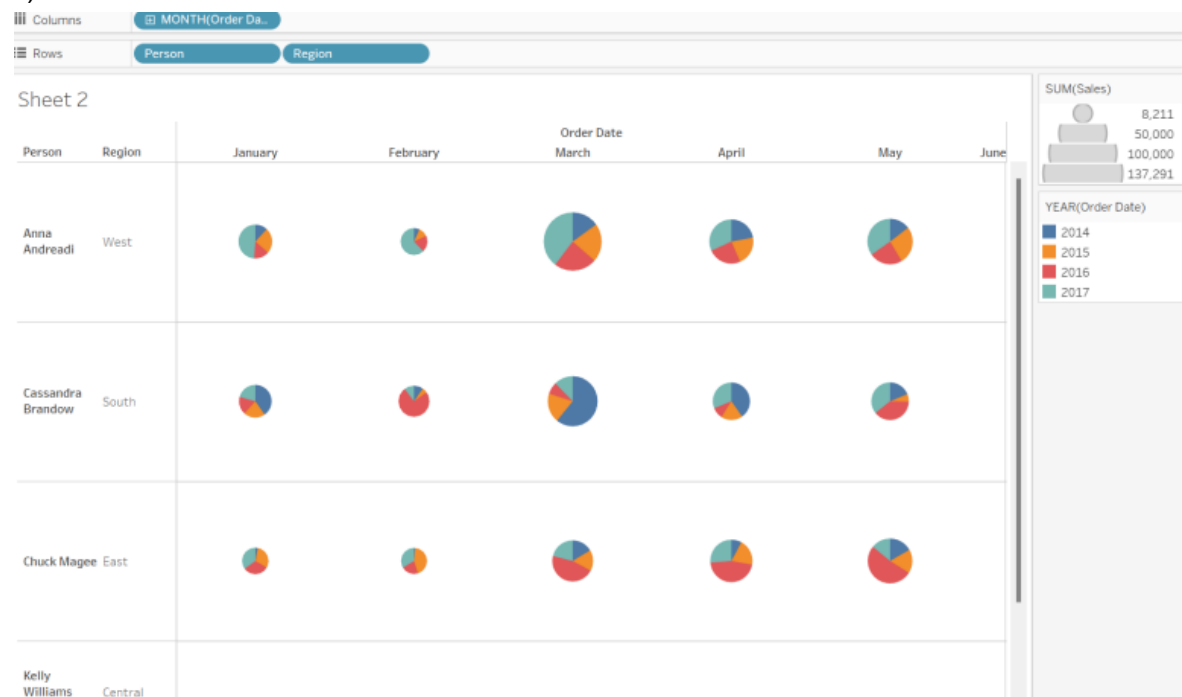 Columns
MONTH(Order Da..
Rows
Person
Region
Sheet 2
Order Date
Person
Region
January
February
March
April
May
June
Anna
Andreadi
West
Cassandra
Brandow
South
Chuck Magee
East
Kelly
Williams
Central
SUM(Sales)
8,211
50,000
100,000
137,291
YEAR(Order Date)
2014
2015
2016
2017